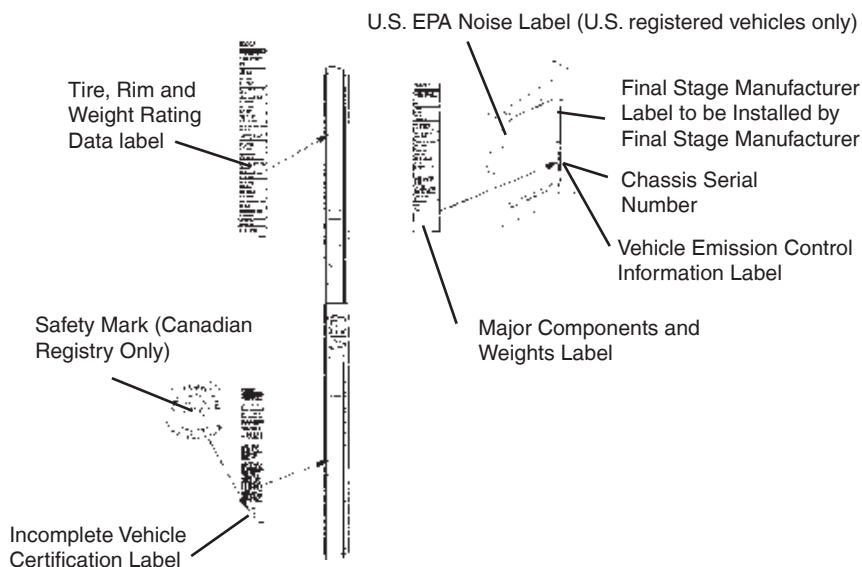 U.S. EPA Noise Label (U.S. registered vehicles only)
Tire, Rim and
Weight Rating
Data label
Final Stage Manufacturer
Label to be Installed by
Final Stage Manufacturer
Chassis Serial
Number
Vehicle Emission Control
Information Label
Safety Mark (Canadian
Registry Only)
Major Components and
Weights Label
Incomplete Vehicle
Certification Label